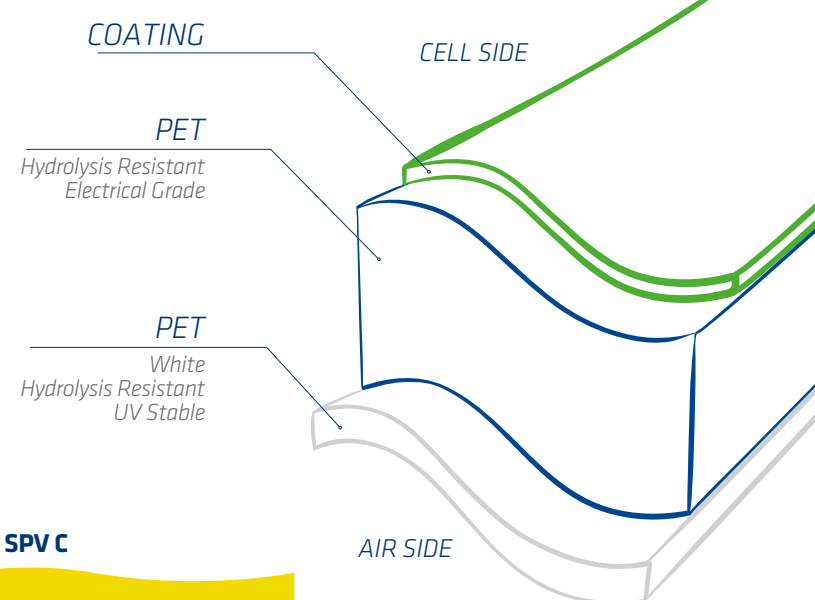 COATING
CELL SIDE
PET
Hydrolysis Resistant
Electrical Grade
PET
White
Hydrolysis Resistant
UV Stable
SPV C
AIR SIDE